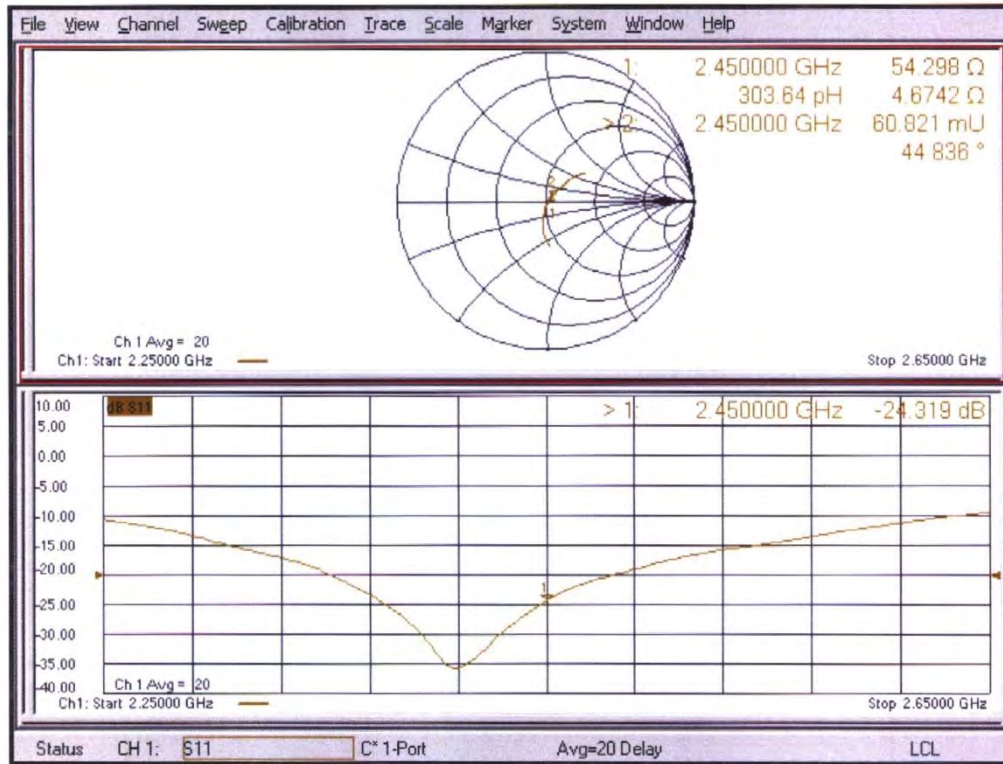 File View Channel Sweep Calibration Trace Scale Marker System Window Help
1: 2.450000 GHz 54.298 Ω
303.64 pH 4.6742 Ω
> 2: 2.450000 GHz 60.821 mU
44.836 °
2
1
Ch 1 Avg = 20
Ch1: Start 2.25000 GHz Stop 2.65000 GHz
10.00 dB S11 > 1: 2.450000 GHz -24.319 dB
5.00
0.00
-5.00
-10.00
-15.00
-20.00
1
-25.00
-30.00
-35.00
-40.00 Ch 1 Avg = 20
Ch1: Start 2.25000 GHz Stop 2.65000 GHz
Status CH 1: S11 C* 1-Port Avg=20 Delay LCL